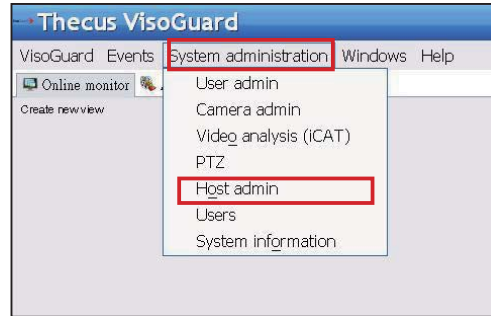 Thecus VisoGuard
VisoGuard Events System administration Windows Help
Online monitor
Create new view
User admin
Camera admin
Video analysis (iCAT)
PTZ
Host admin
Users
System information